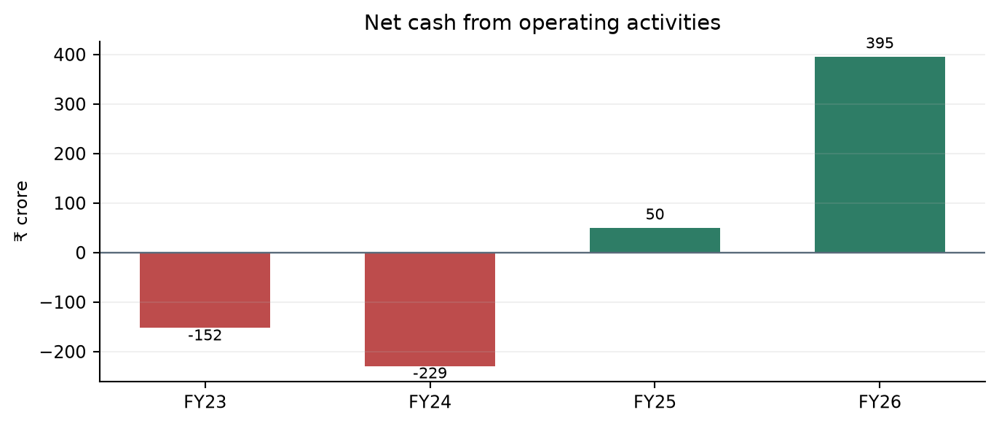 Net cash from operating activities
₹ crore
400
300
200
100
0
−100
−200
-152
-229
50
395
FY23
FY24
FY25
FY26